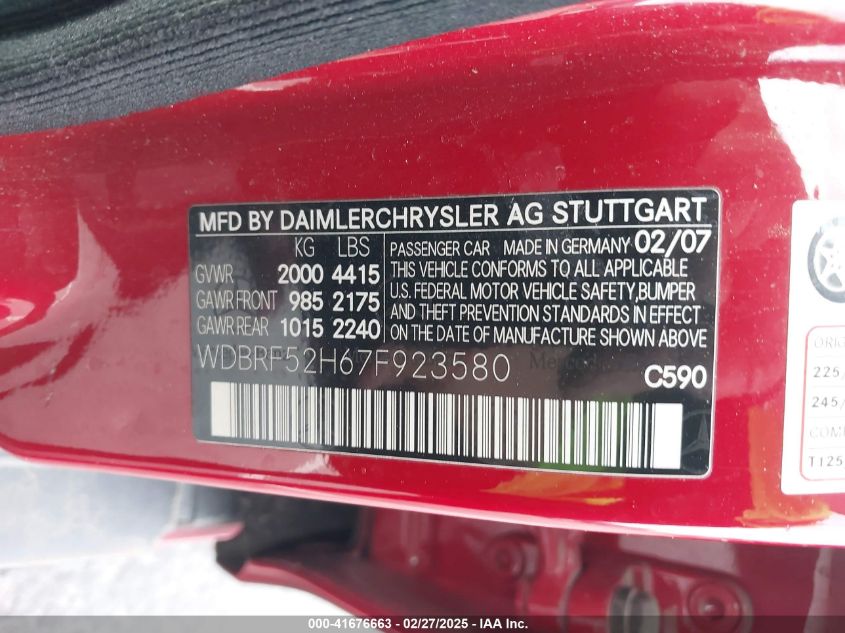 MFD BY DAIMLERCHRYSLER AG STUTTGART
KG LBS
GVWR 2000 4415
GAWR FRONT 985 2175
GAWR REAR 1015 2240
PASSENGER CAR MADE IN GERMANY 02/07
THIS VEHICLE CONFORMS TO ALL APPLICABLE
U.S. FEDERAL MOTOR VEHICLE SAFETY,BUMPER
AND THEFT PREVENTION STANDARDS IN EFFECT
ON THE DATE OF MANUFACTURE SHOWN ABOVE
WDBRF52H67F923580
C590
225/
245/
T125
000-41676663 - 02/27/2025 - IAA Inc.